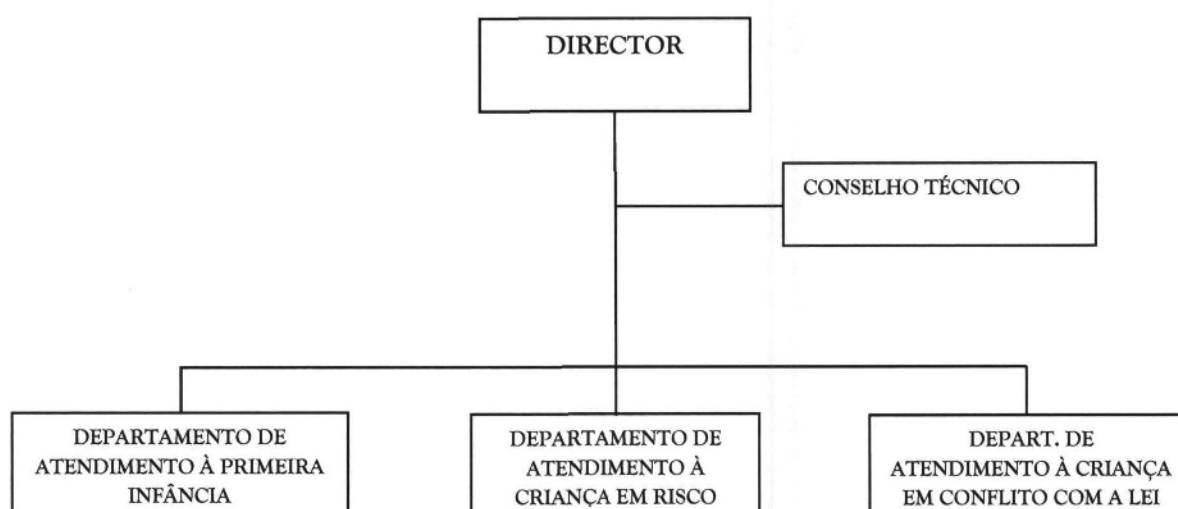 DIRECTOR
CONSELHO TÉCNICO
DEPARTAMENTO DE
ATENDIMENTO À PRIMEIRA
INFÂNCIA
DEPARTAMENTO DE
ATENDIMENTO À
CRIANÇA EM RISCO
DEPART. DE
ATENDIMENTO À CRIANÇA
EM CONFLITO COM A LEI